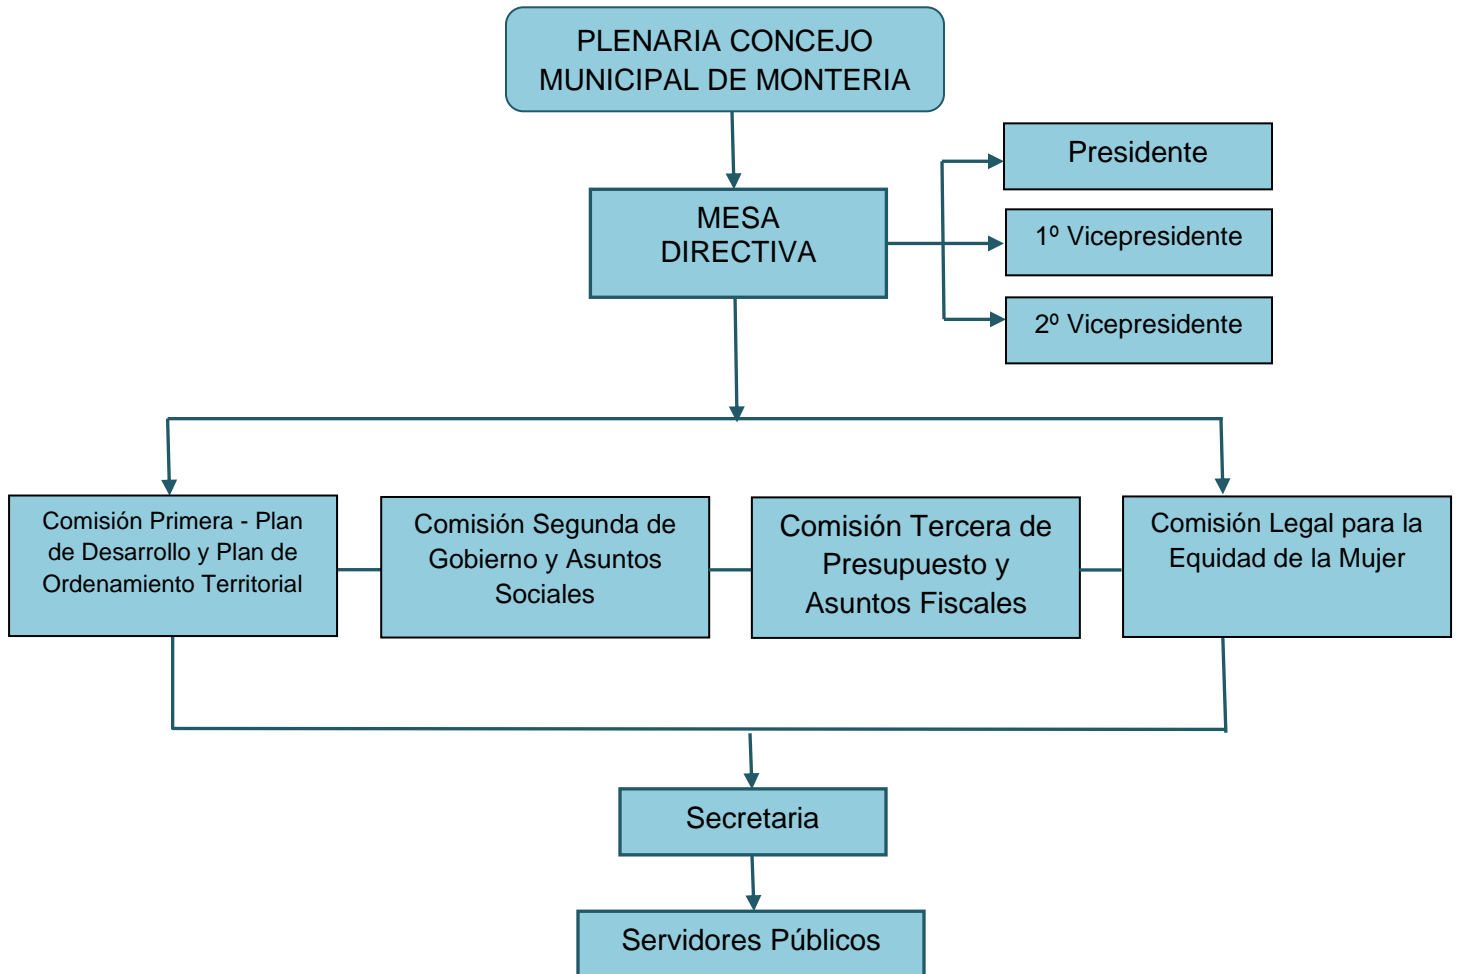 PLENARIA CONCEJO
MUNICIPAL DE MONTERIA
MESA
DIRECTIVA
Presidente
1º Vicepresidente
2º Vicepresidente
Comisión Primera - Plan
de Desarrollo y Plan de
Ordenamiento Territorial
Comisión Segunda de
Gobierno y Asuntos
Sociales
Comisión Tercera de
Presupuesto y
Asuntos Fiscales
Comisión Legal para la
Equidad de la Mujer
Secretaria
Servidores Públicos